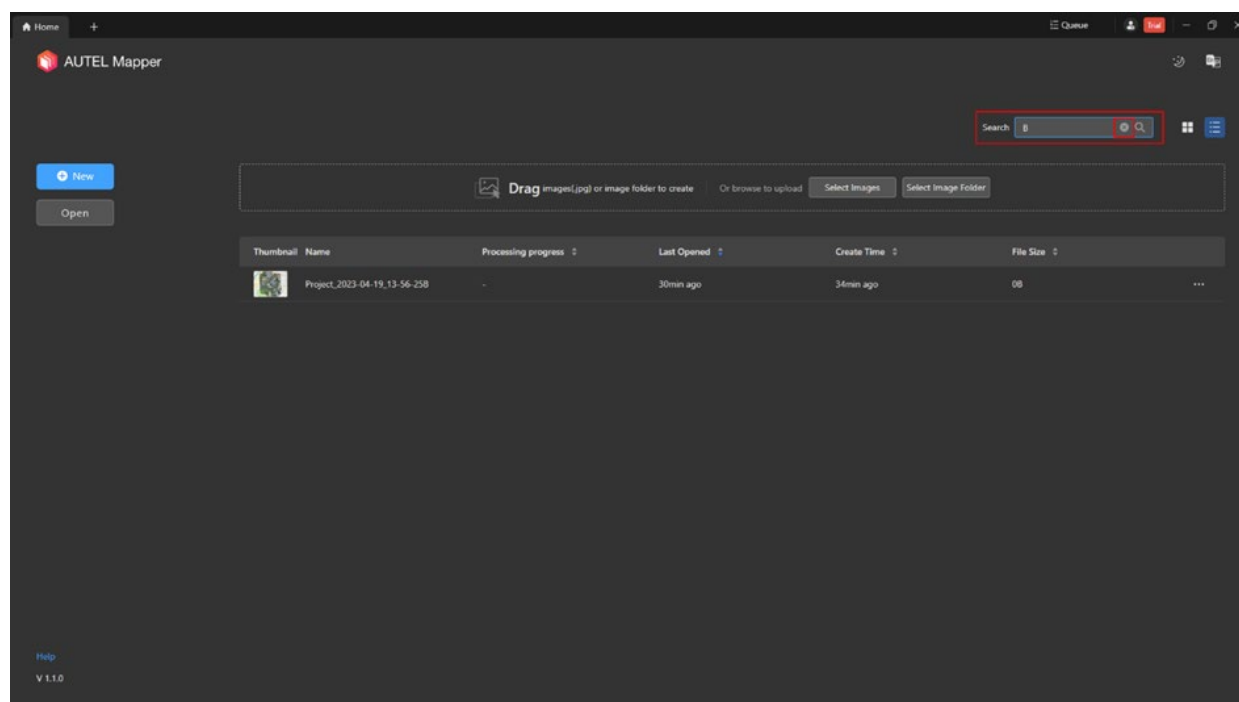 Home + Queue Trial
AUTEL Mapper
Search B
New
Drag images(.jpg) or image folder to create Or browse to upload Select Images Select Image Folder
Open
Thumbnail Name Processing progress Last Opened Create Time File Size
Project_2023-04-19_13-56-25B - 30min ago 34min ago 0B ...
Help
V 1.1.0